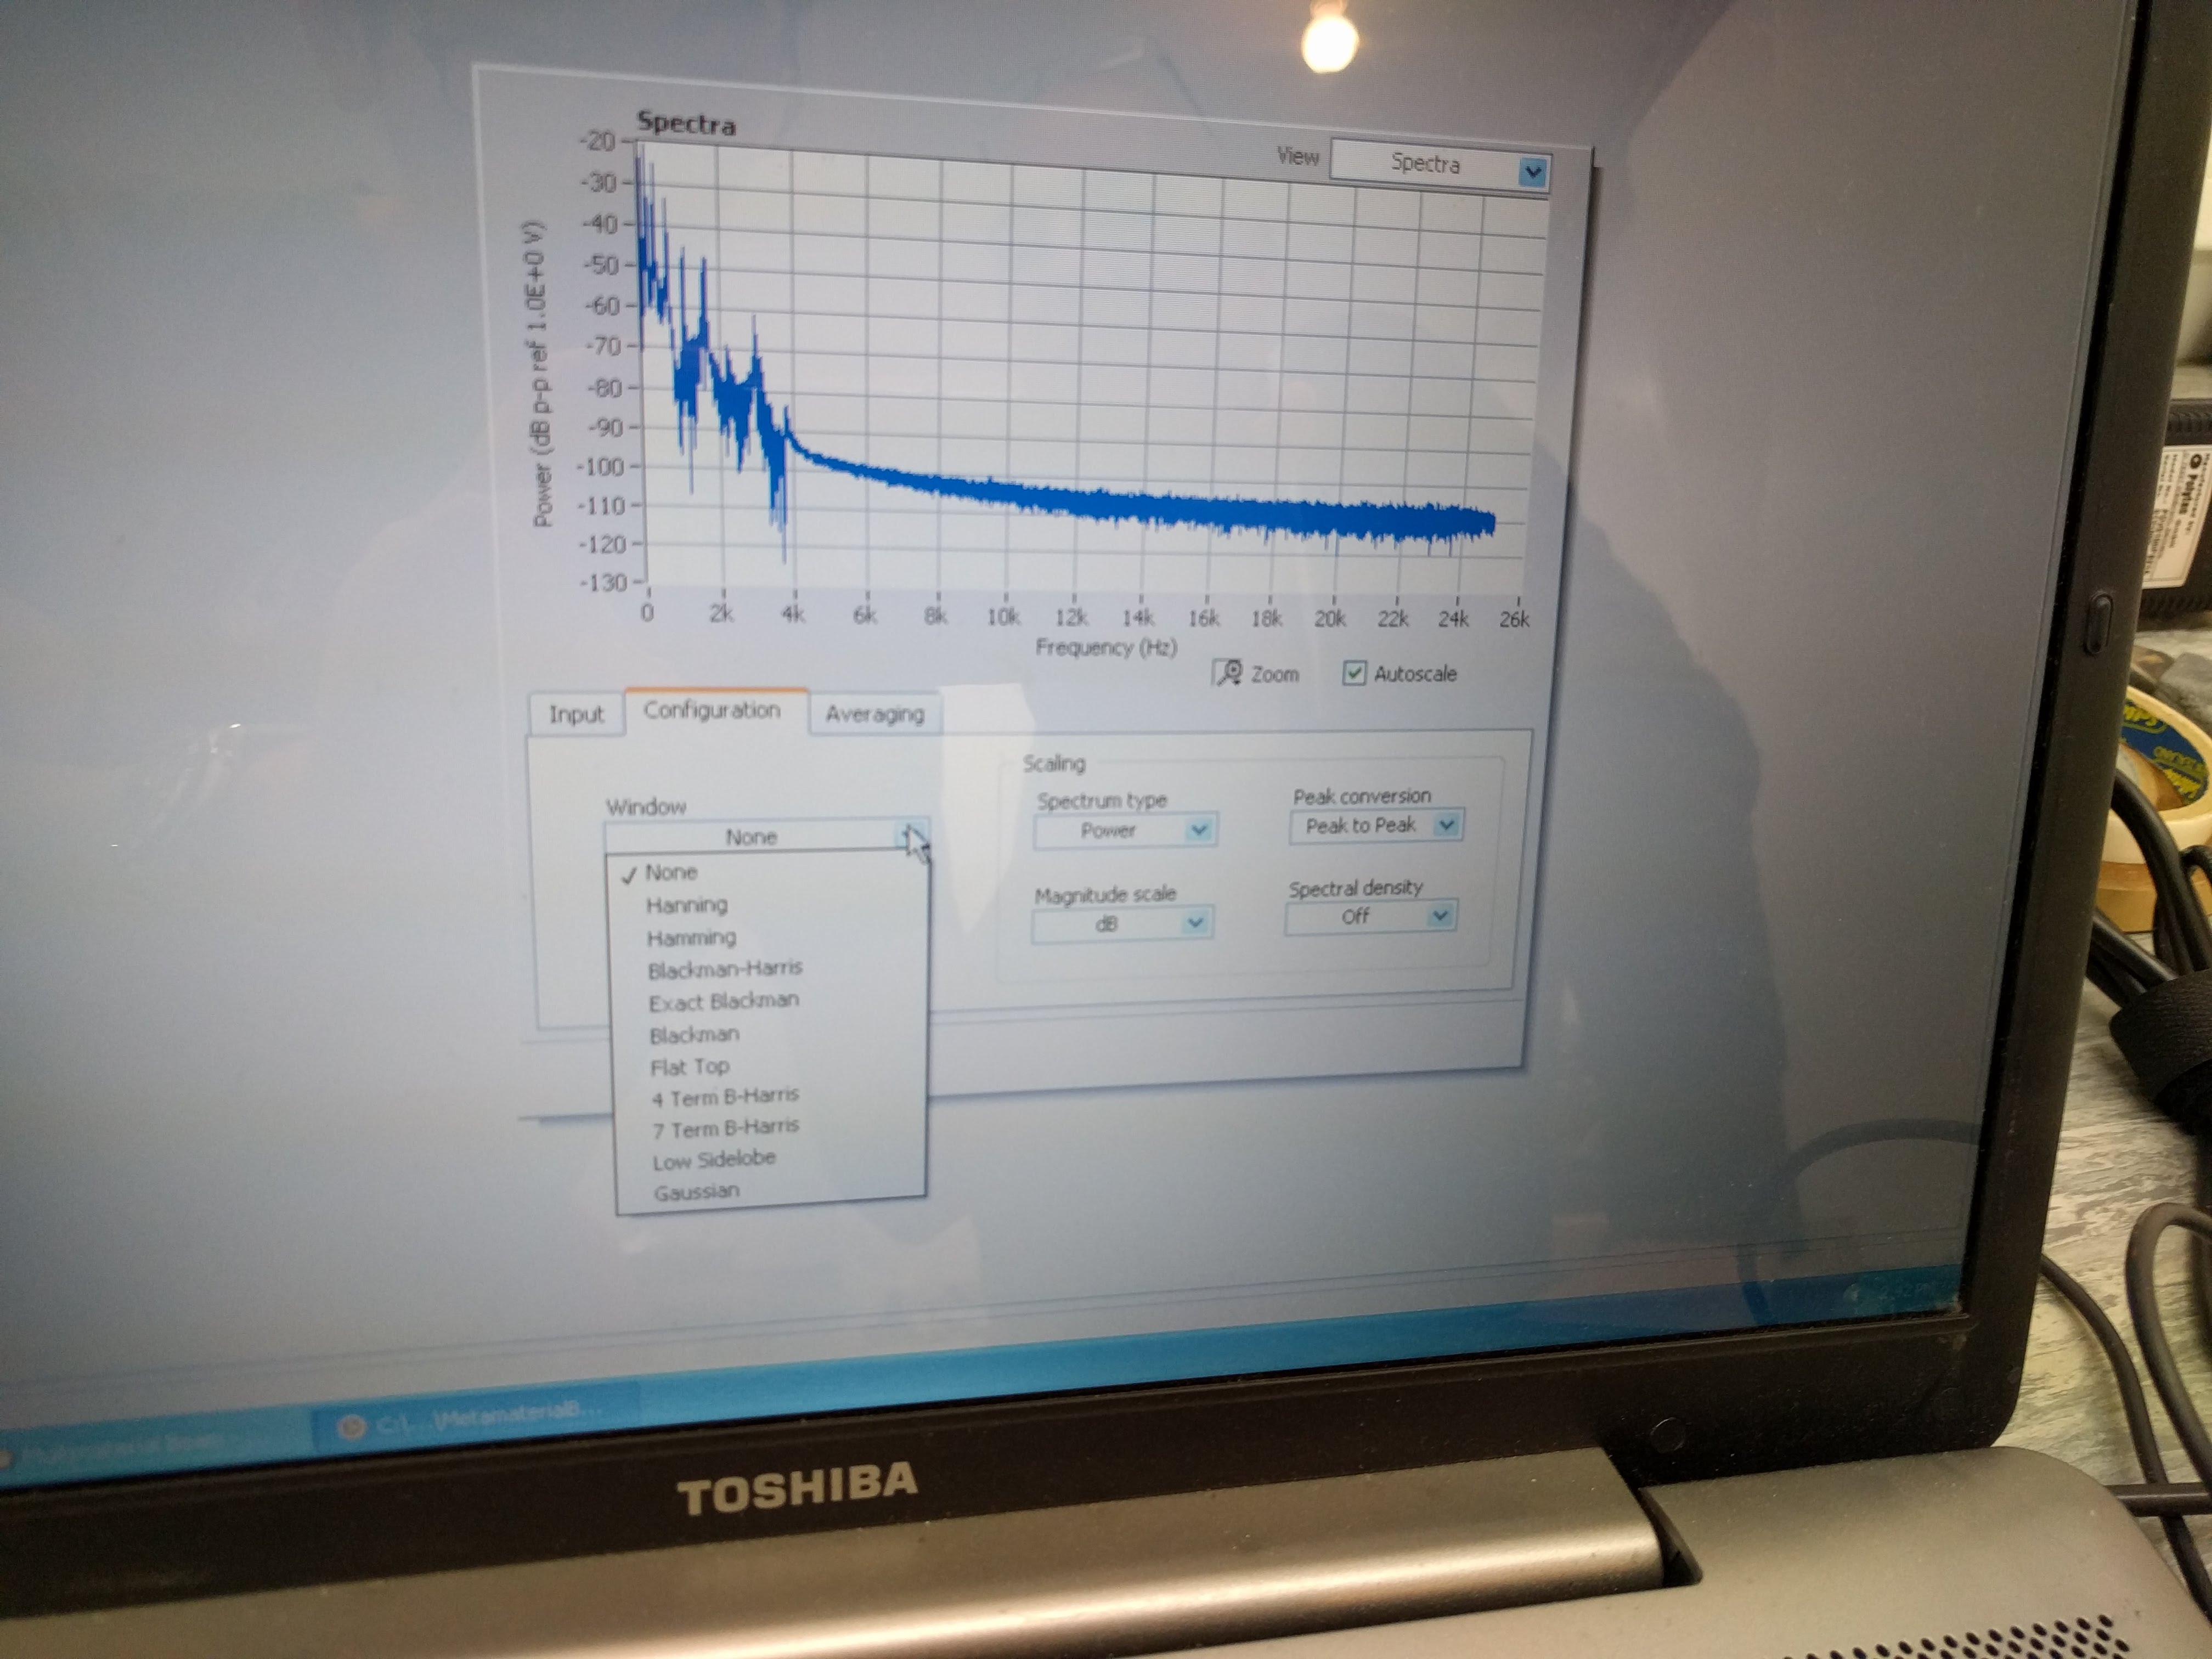 Spectra
View
Spectra
-20
-30
-40
-50
-60
-70
-80
-90
-100
-110
-120
-130
Power (dB p-p ref 1.0E+0 V)
0 2k 4k 6k 8k 10k 12k 14k 16k 18k 20k 22k 24k 26k
Frequency (Hz)
Zoom Autoscale
Input Configuration Averaging
Window
None
None
Hanning
Hamming
Blackman-Harris
Exact Blackman
Blackman
Flat Top
4 Term B-Harris
7 Term B-Harris
Low Sidelobe
Gaussian
Scaling
Spectrum type
Power
Peak conversion
Peak to Peak
Magnitude scale
dB
Spectral density
Off
C:\...\MetamaterialB...
TOSHIBA
Polytec